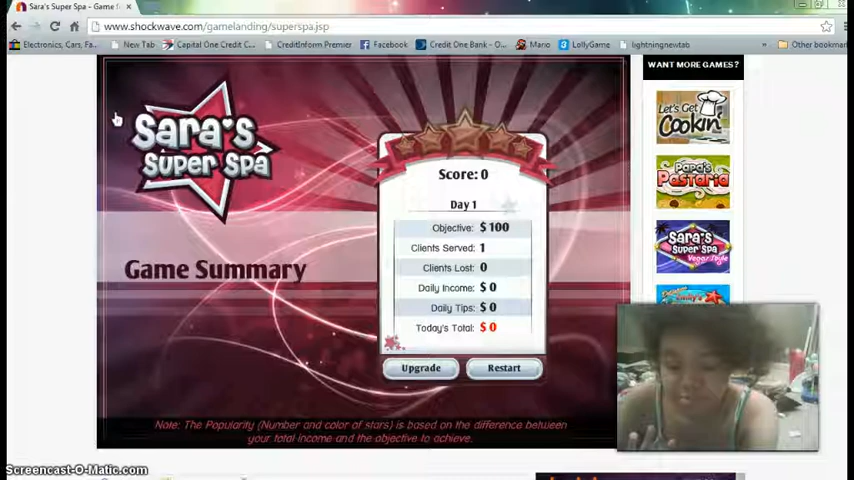 Sara's Super Spa - Game f
www.shockwave.com/gamelanding/superspa.jsp
Electronics, Cars, Fa... New Tab Capital One Credit C... CreditInform Premier Facebook Credit One Bank - O... Mario LollyGame lightningnewtab » Other bookmar
WANT MORE GAMES?
Sara's
Super Spa
Let's Get
Cookin'
Papa's
Pastaria
Sara's
Super Spa
Vegas Style
Score: 0
Day 1
Objective: $ 100
Clients Served: 1
Clients Lost: 0
Daily Income: $ 0
Daily Tips: $ 0
Today's Total: $ 0
Game Summary
Upgrade Restart
Note: The Popularity (Number and color of stars) is based on the difference between
your total income and the objective to achieve.
Screencast-O-Matic.com